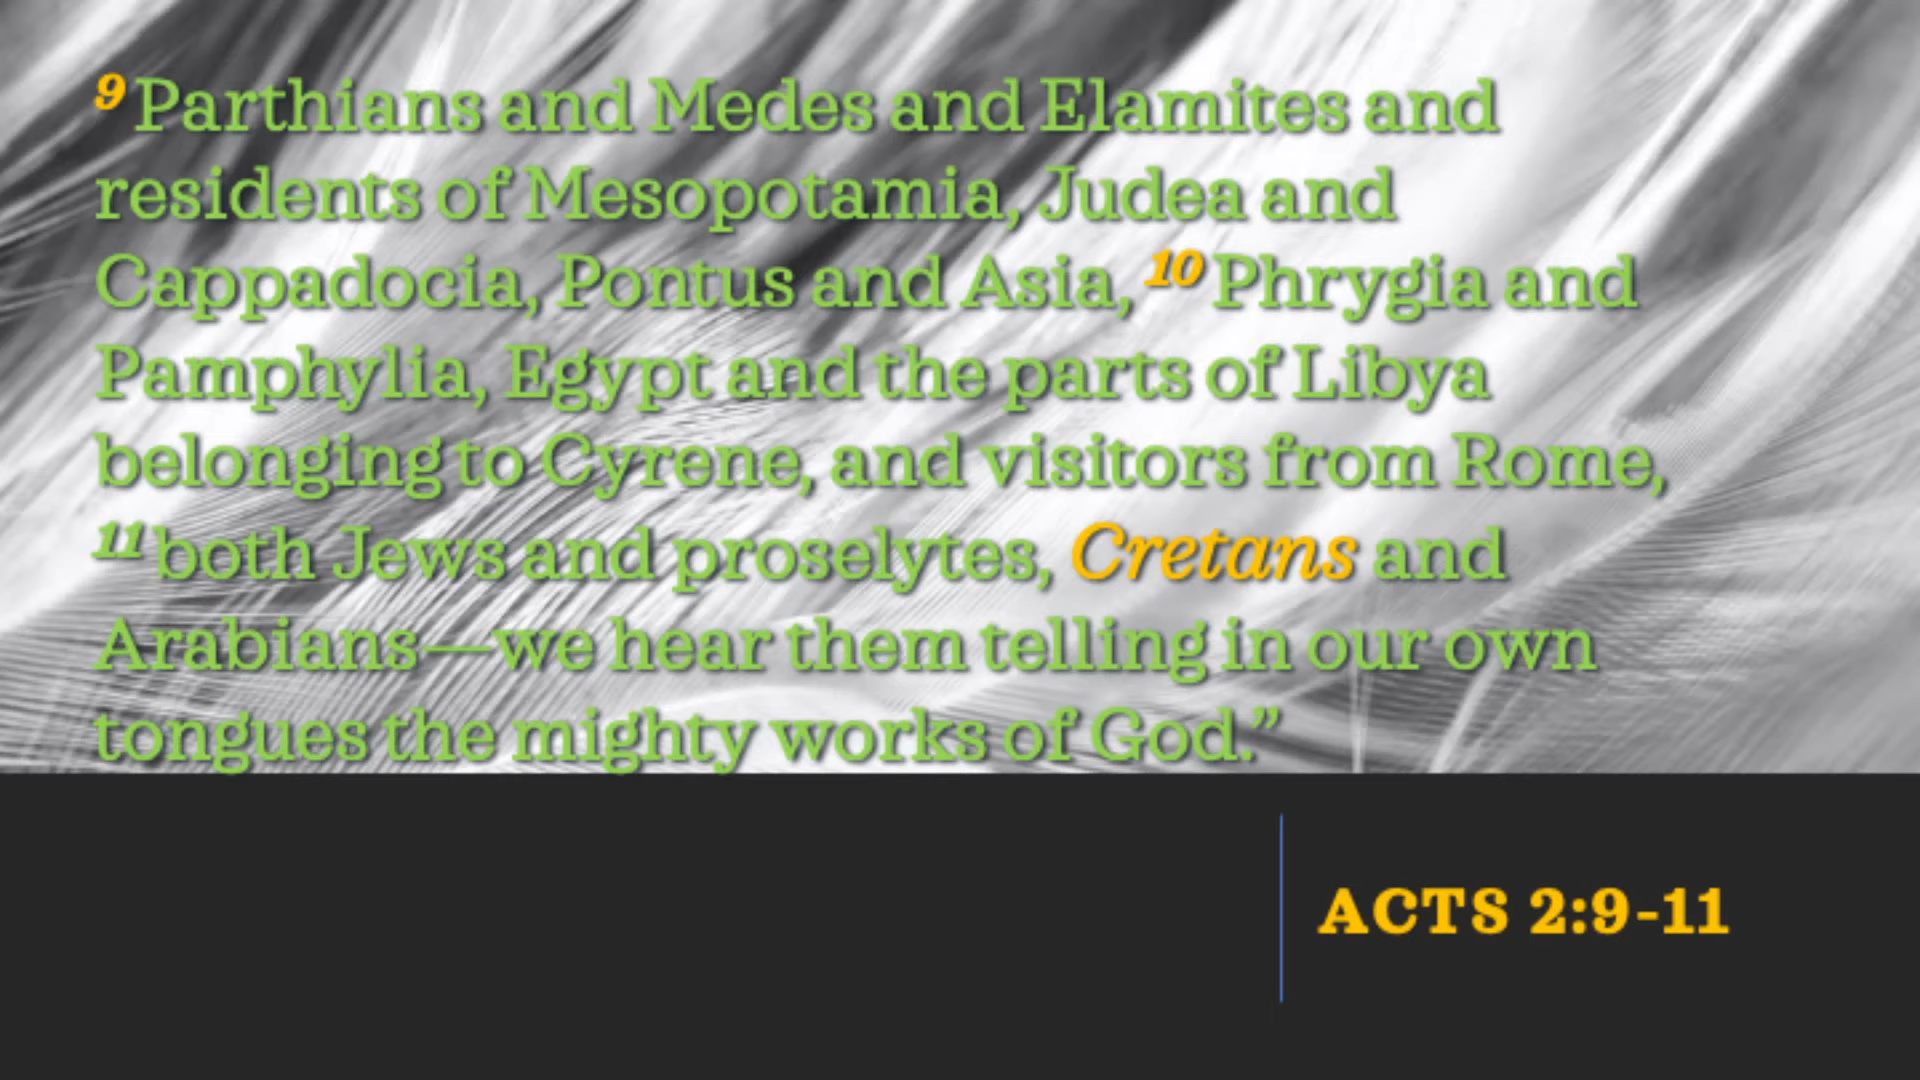 9 Parthians and Medes and Elamites and
residents of Mesopotamia, Judea and
Cappadocia, Pontus and Asia, 10 Phrygia and
Pamphylia, Egypt and the parts of Libya
belonging to Cyrene, and visitors from Rome,
11 both Jews and proselytes, Cretans and
Arabians—we hear them telling in our own
tongues the mighty works of God.”
ACTS 2:9-11